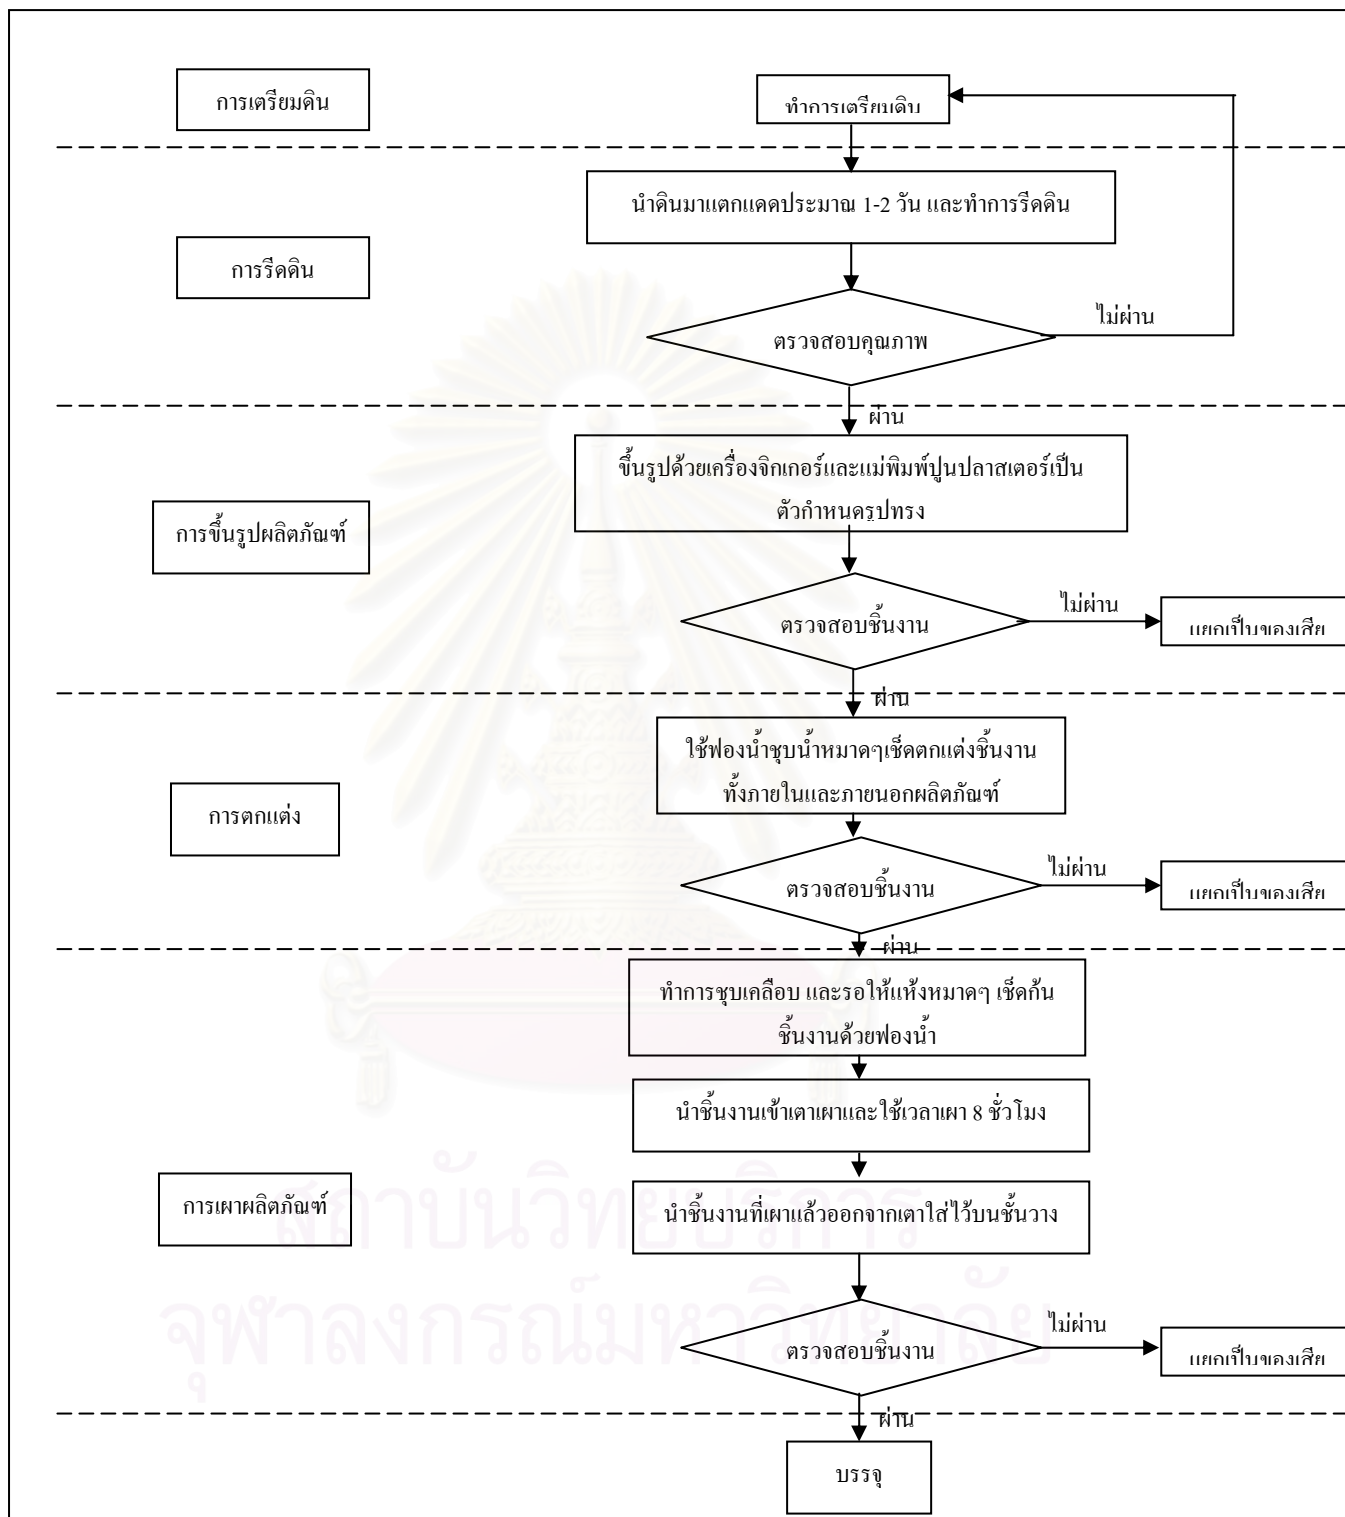 การเตรียมดิน
ทำการเตรียมดิน
นำดินมาแตกแดดประมาณ 1-2 วัน และทำการรีดดิน
การรีดดิน
ไม่ผ่าน
ตรวจสอบคุณภาพ
ผ่าน
ขึ้นรูปด้วยเครื่องจิกเกอร์และแม่พิมพ์ปูนปลาสเตอร์เป็น
ตัวกำหนดรูปทรง
การขึ้นรูปผลิตภัณฑ์
ไม่ผ่าน
ตรวจสอบชิ้นงาน
แยกเป็นของเสีย
ผ่าน
ใช้ฟองน้ำชุบน้ำหมาดๆเช็ดตกแต่งชิ้นงาน
ทั้งภายในและภายนอกผลิตภัณฑ์
การตกแต่ง
ไม่ผ่าน
ตรวจสอบชิ้นงาน
แยกเป็นของเสีย
ผ่าน
ทำการชุบเคลือบ และรอให้แห้งหมาดๆ เช็ดก้น
ชิ้นงานด้วยฟองน้ำ
นำชิ้นงานเข้าเตาเผาและใช้เวลาเผา 8 ชั่วโมง
การเผาผลิตภัณฑ์
นำชิ้นงานที่เผาแล้วออกจากเตาใส่ไว้บนชั้นวาง
สถาบันวิทยบริการ
จุฬาลงกรณ์มหาวิทยาลัย
ไม่ผ่าน
ตรวจสอบชิ้นงาน
แยกเป็นของเสีย
ผ่าน
บรรจุ